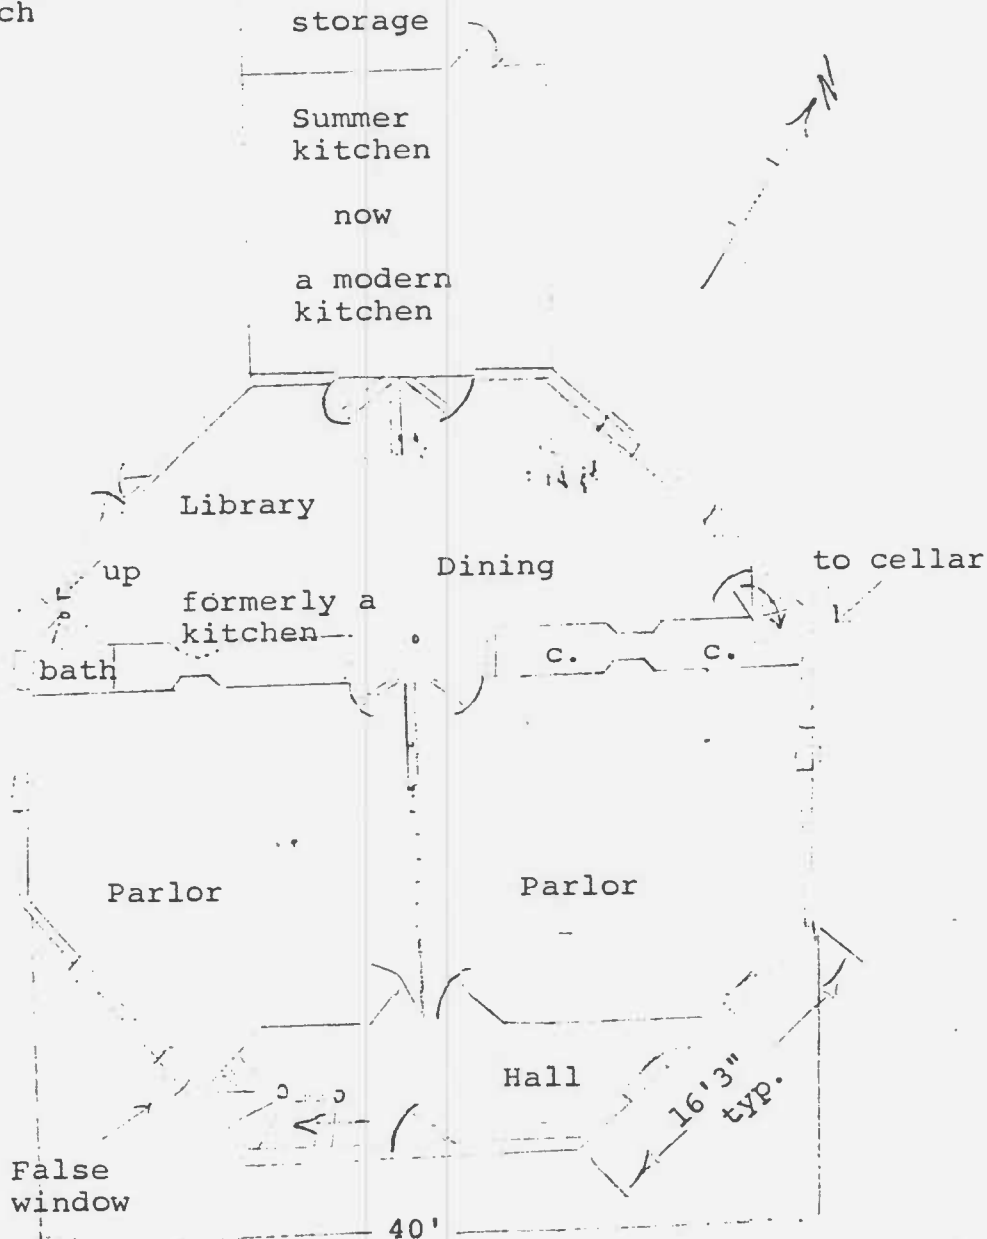 ch
storage
N
Summer
kitchen
now
a modern
kitchen
Library
up
Dining
to cellar
formerly a
kitchen
bath
c.
c.
Parlor
Parlor
Hall
16'3"
typ.
False
window
40'